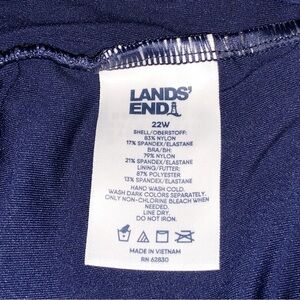 LANDS'
END
22W
SHELL/OBERSTOFF:
83% NYLON
17% SPANDEX/ELASTANE
BRA/BH:
79% NYLON
21% SPANDEX/ELASTANE
LINING/FUTTER:
87% POLYESTER
13% SPANDEX/ELASTANE
HAND WASH COLD.
WASH DARK COLORS SEPARATELY.
ONLY NON-CHLORINE BLEACH WHEN
NEEDED.
LINE DRY.
DO NOT IRON.
MADE IN VIETNAM
RN 62830